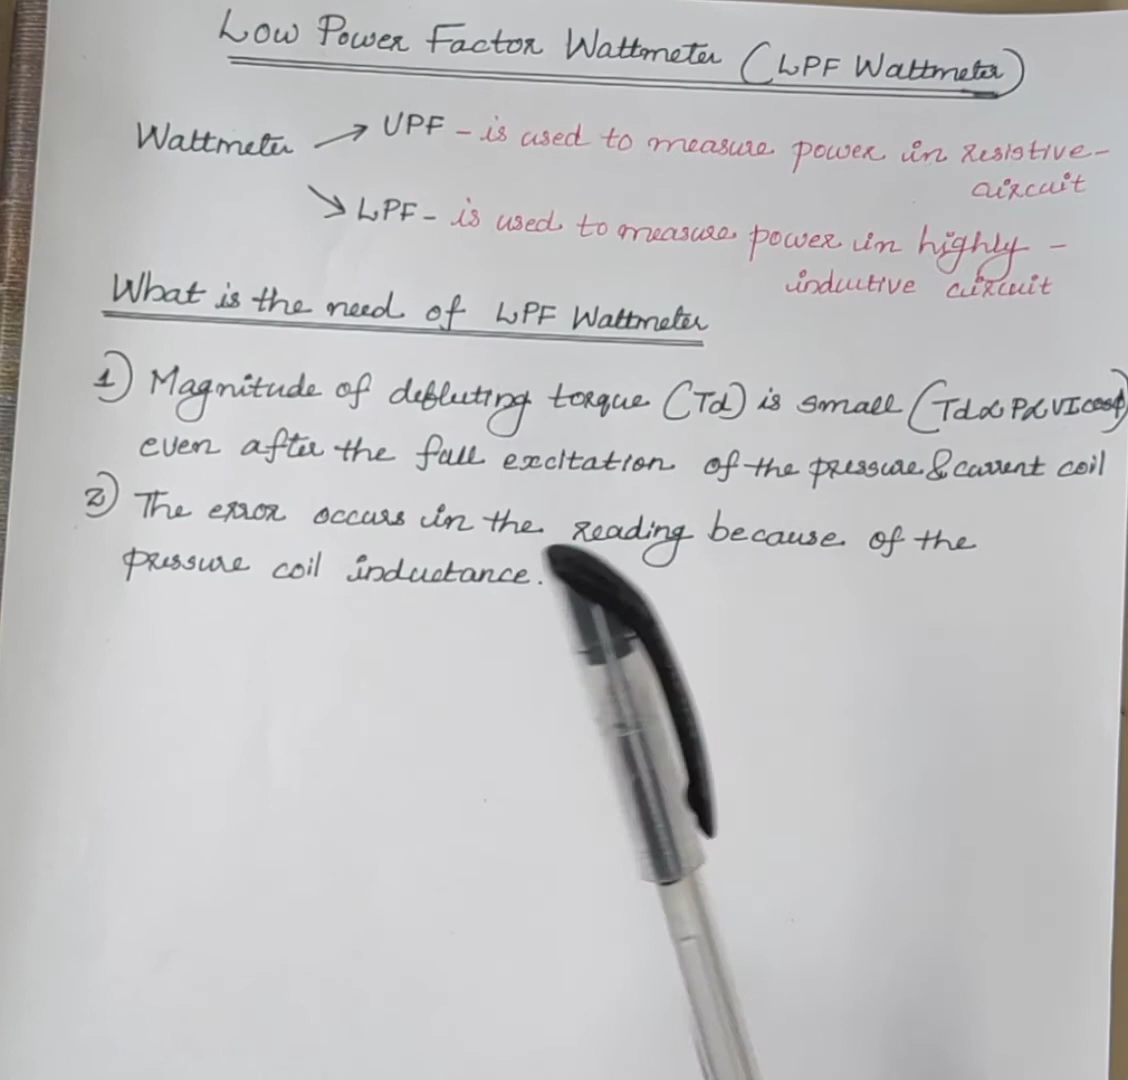 Low Power Factor Wattmeter (LPF Wattmeter)
Wattmeter → UPF - is used to measure power in resistive-
circuit
↘ LPF - is used to measure power in highly -
inductive circuit
What is the need of LPF Wattmeter
1) Magnitude of deflecting torque (Td) is small (Td∝P∝VIcosϕ)
even after the full excitation of the pressure & current coil
2) The error occurs in the reading because of the
pressure coil inductance.